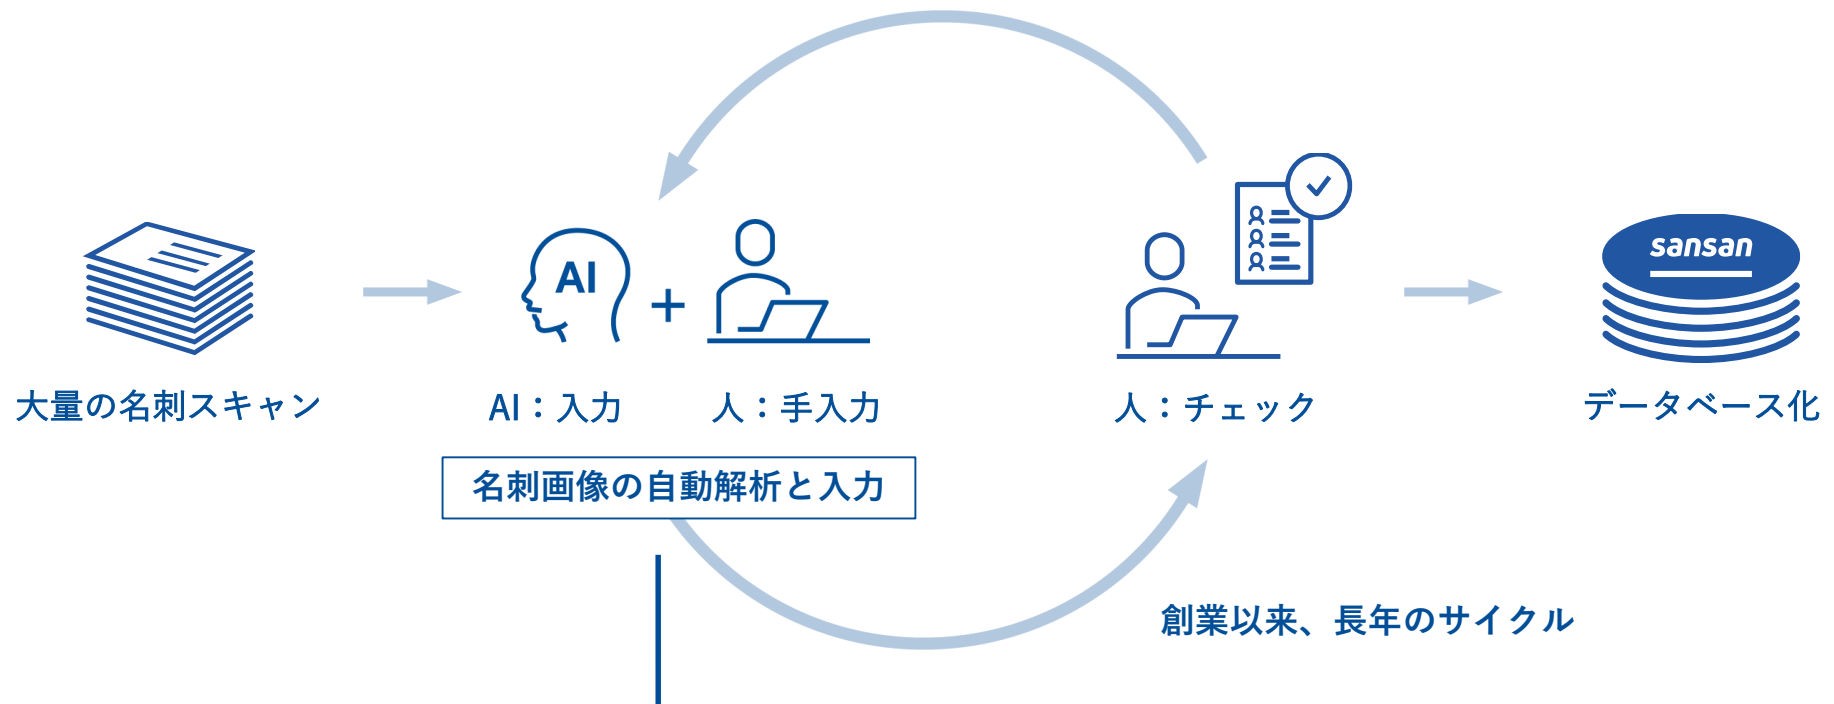 AI
+
sansan
大量の名刺スキャン
AI：入力
人：手入力
人：チェック
データベース化
名刺画像の自動解析と入力
創業以来、長年のサイクル